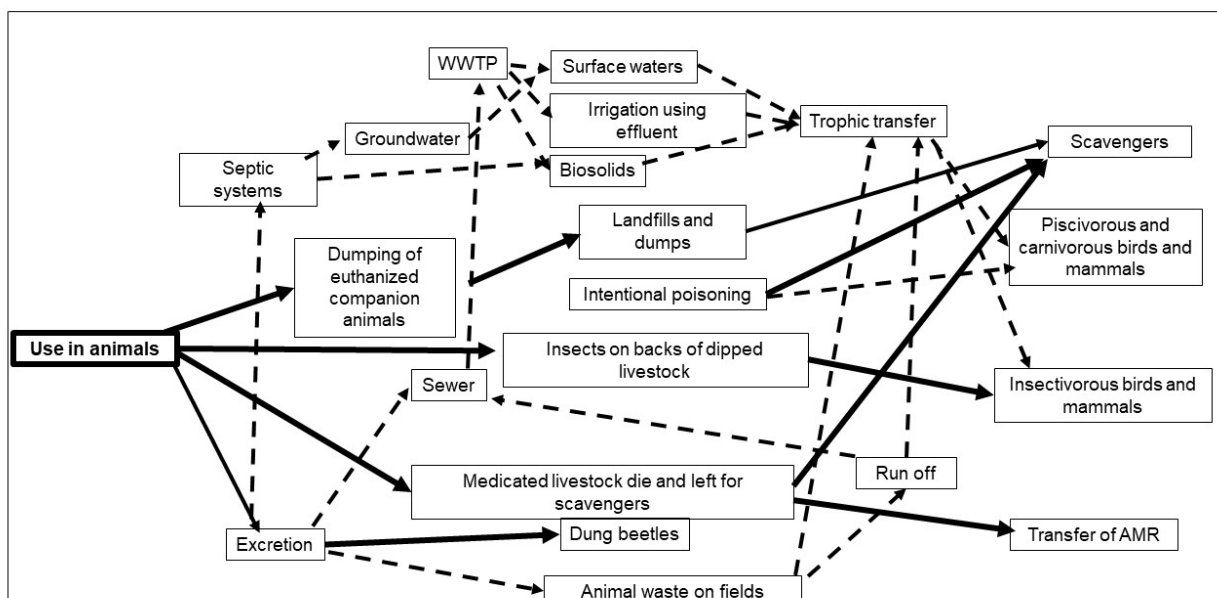 WWTP
Surface waters
Irrigation using
effluent
Trophic transfer
Groundwater
Scavengers
Septic
systems
Biosolids
Landfills and
dumps
Piscivorous and
carnivorous birds and
mammals
Dumping of
euthanized
companion
animals
Intentional poisoning
Use in animals
Insects on backs of dipped
livestock
Sewer
Insectivorous birds and
mammals
Medicated livestock die and left for
scavengers
Run off
Excretion
Dung beetles
Transfer of AMR
Animal waste on fields